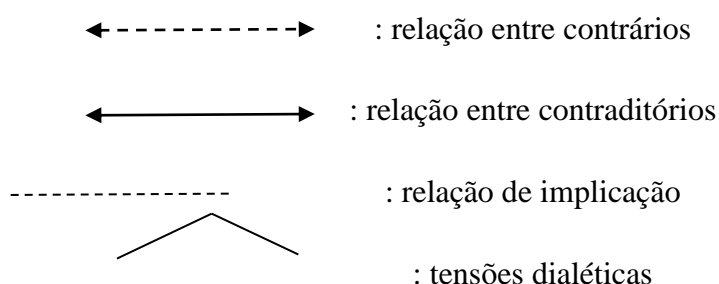 : relação entre contrários
: relação entre contraditórios
: relação de implicação
: tensões dialéticas